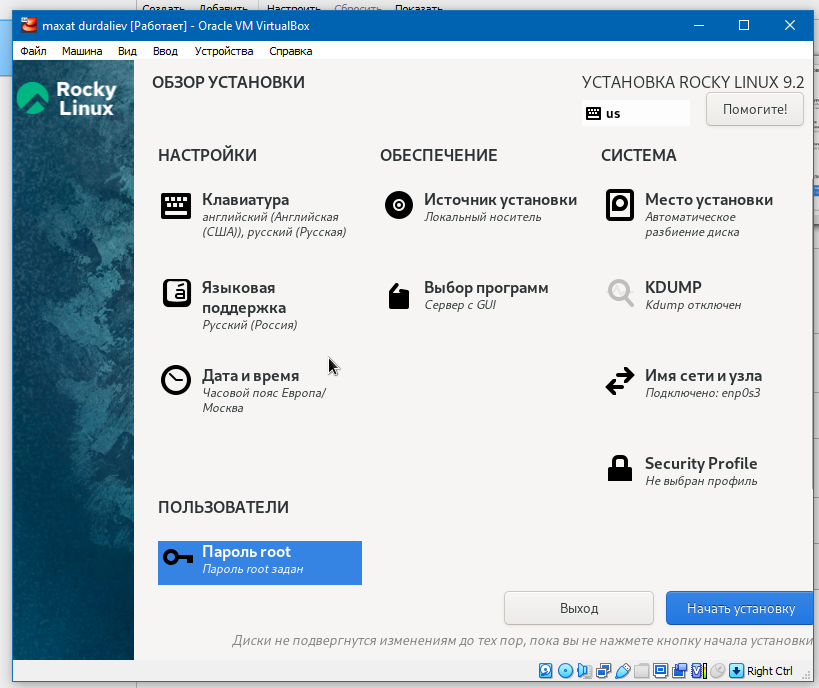 Создать Добавить Настроить Сбросить Показать
maxat durdaliev [Работает] - Oracle VM VirtualBox
Файл Машина Вид Ввод Устройства Справка
Rocky
Linux
ОБЗОР УСТАНОВКИ
УСТАНОВКА ROCKY LINUX 9.2
us
Помогите!
НАСТРОЙКИ
Клавиатура
английский (Английская
(США)), русский (Русская)
Языковая
поддержка
Русский (Россия)
Дата и время
Часовой пояс Европа/
Москва
ОБЕСПЕЧЕНИЕ
Источник установки
Локальный носитель
Выбор программ
Сервер с GUI
СИСТЕМА
Место установки
Автоматическое
разбиение диска
KDUMP
Kdump отключен
Имя сети и узла
Подключено: enp0s3
Security Profile
Не выбран профиль
ПОЛЬЗОВАТЕЛИ
Пароль root
Пароль root задан
Выход
Начать установку
Диски не подвергнутся изменениям до тех пор, пока вы не нажмете кнопку начала установки
Right Ctrl